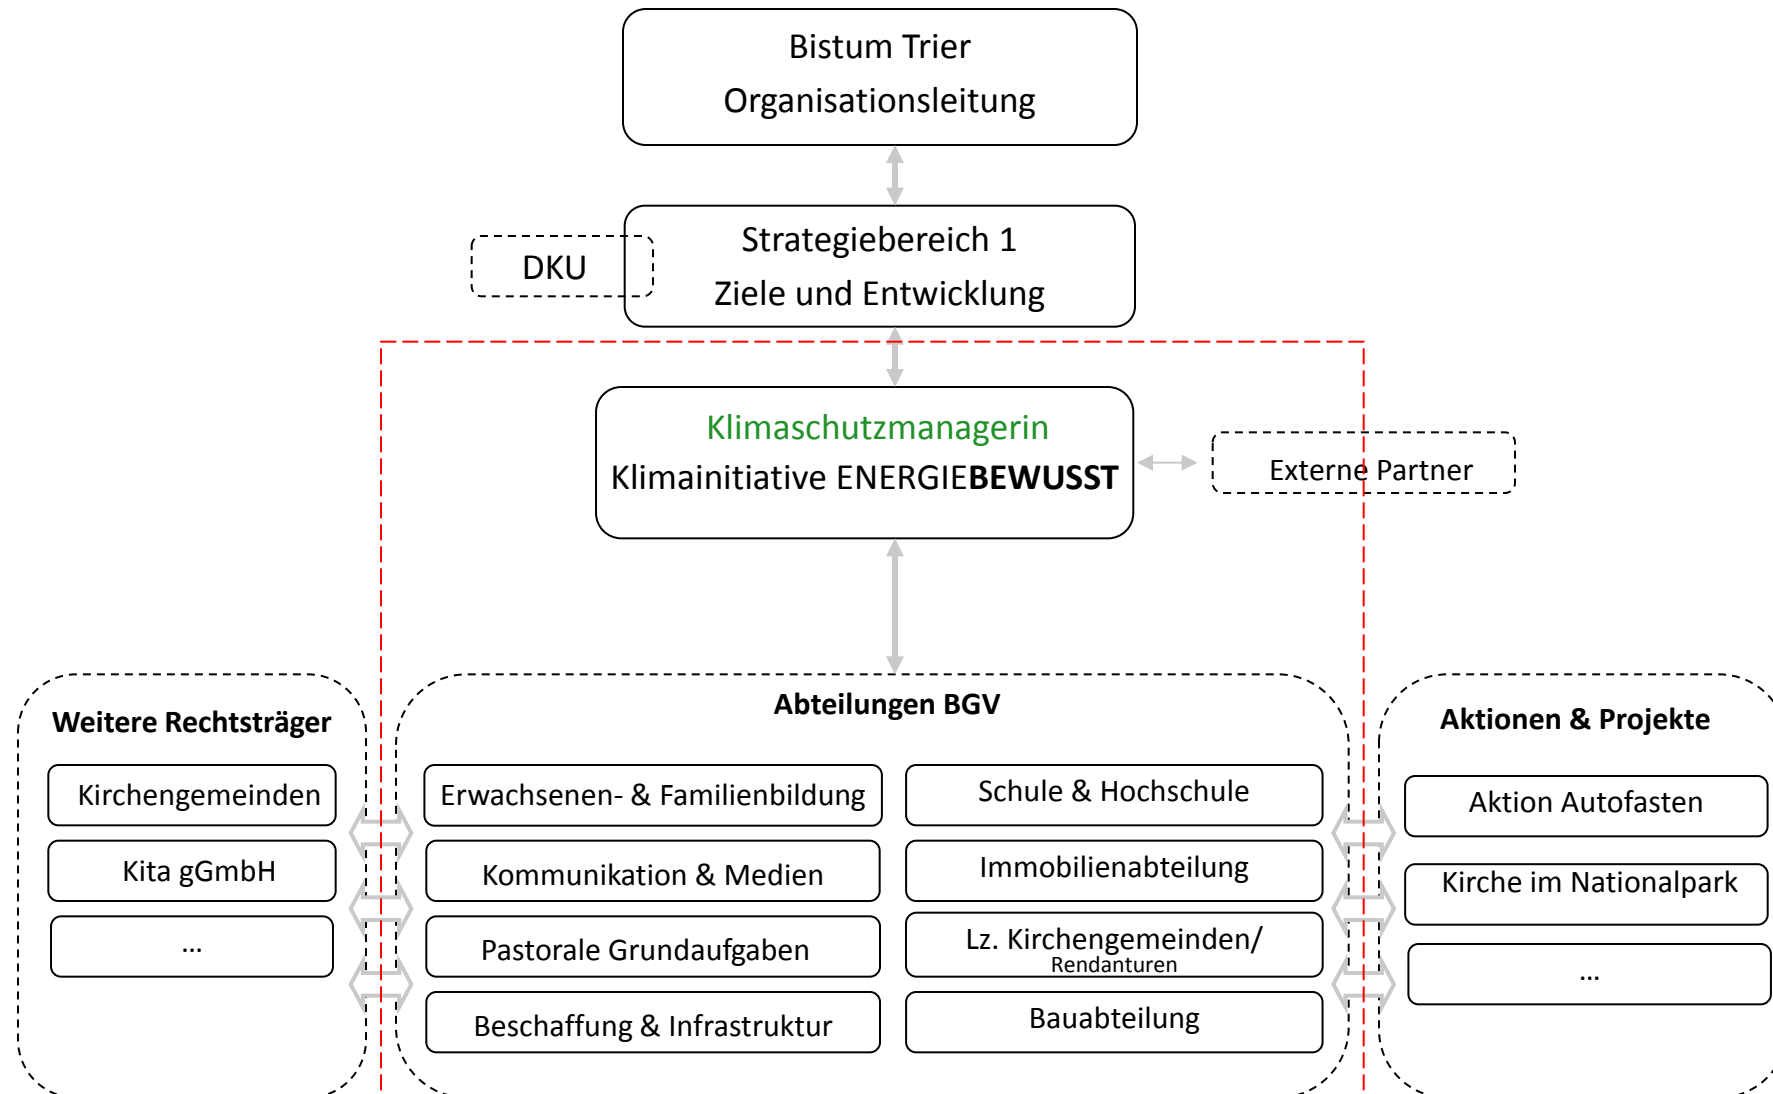 Bistum Trier
Organisationsleitung
DKU
Strategiebereich 1
Ziele und Entwicklung
Klimaschutzmanagerin
Klimainitiative ENERGIEBEWUSST
Externe Partner
Weitere Rechtsträger
Kirchengemeinden
Kita gGmbH
...
Abteilungen BGV
Erwachsenen- & Familienbildung
Kommunikation & Medien
Pastorale Grundaufgaben
Beschaffung & Infrastruktur
Schule & Hochschule
Immobilienabteilung
Lz. Kirchengemeinden/
Rendanturen
Bauabteilung
Aktionen & Projekte
Aktion Autofasten
Kirche im Nationalpark
...